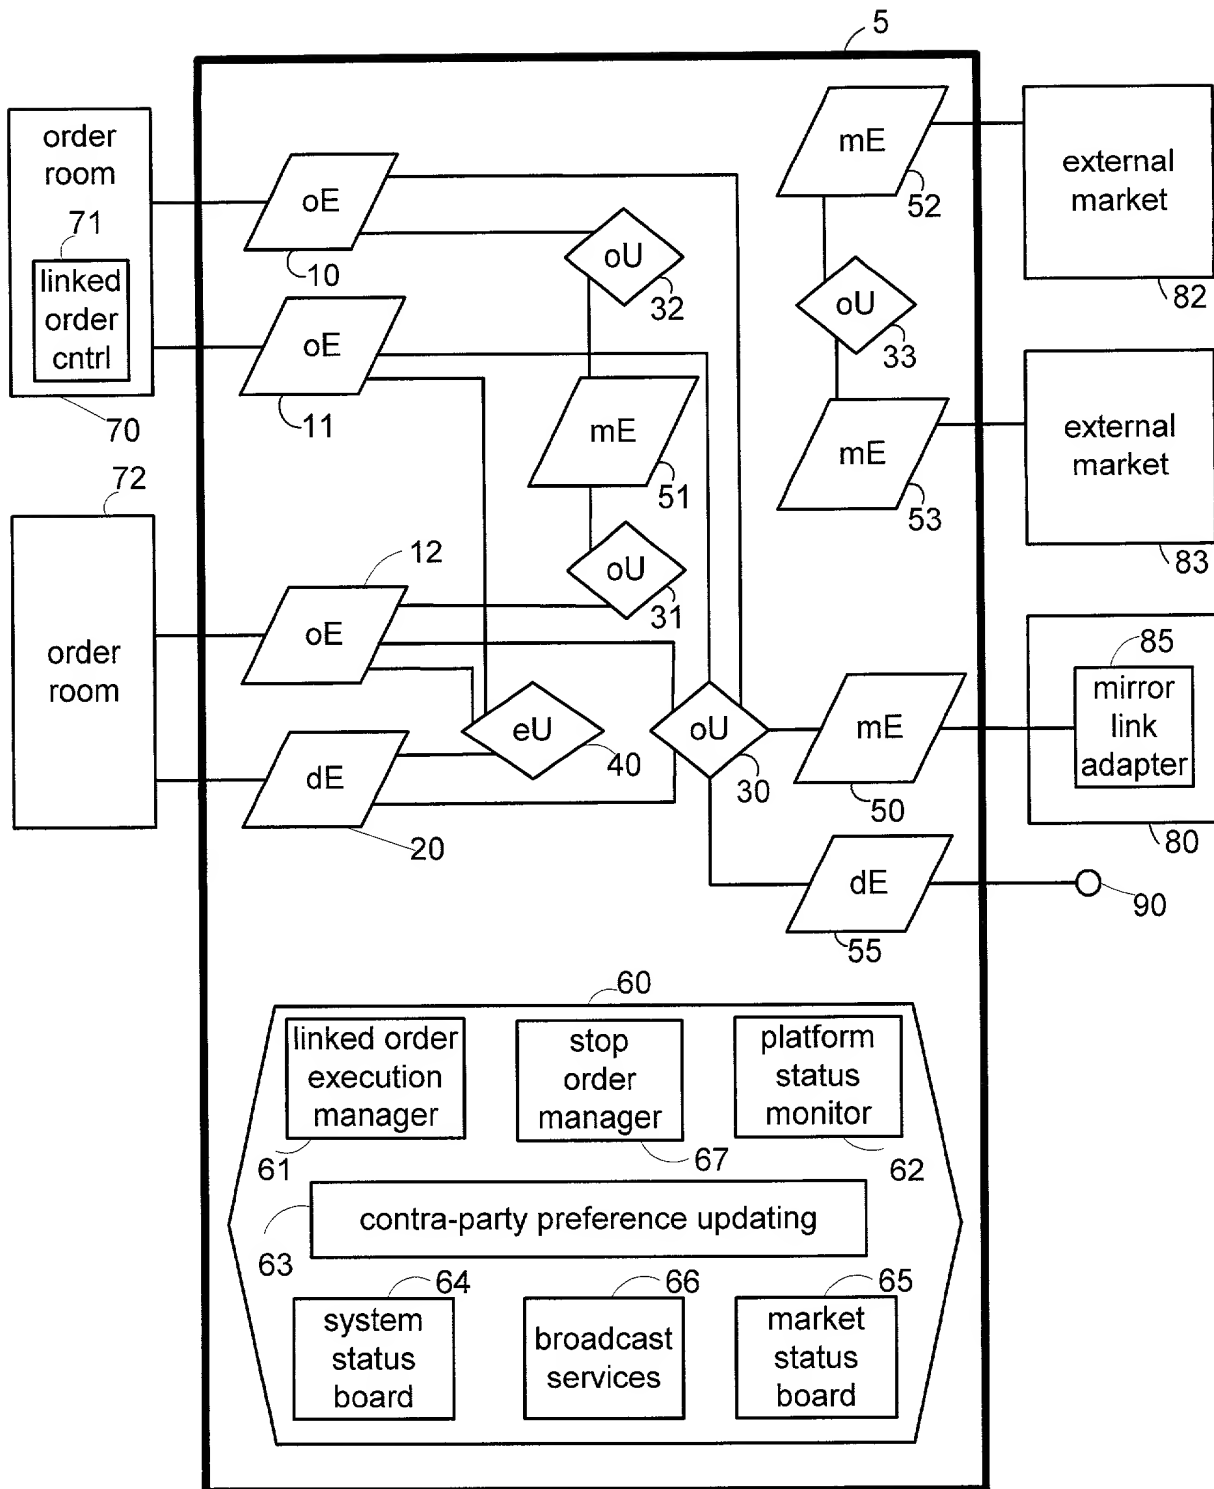 5
order
room
71
linked
order
cntrl
70
oE
10
oE
11
oU
32
mE
51
oU
31
mE
52
oU
33
mE
53
external
market
82
external
market
83
72
order
room
12
oE
dE
20
eU
40
oU
30
mE
50
85
mirror
link
adapter
80
dE
55
90
60
linked order
execution
manager
61
stop
order
manager
67
platform
status
monitor
62
contra-party preference updating
63
64
system
status
board
66
broadcast
services
65
market
status
board